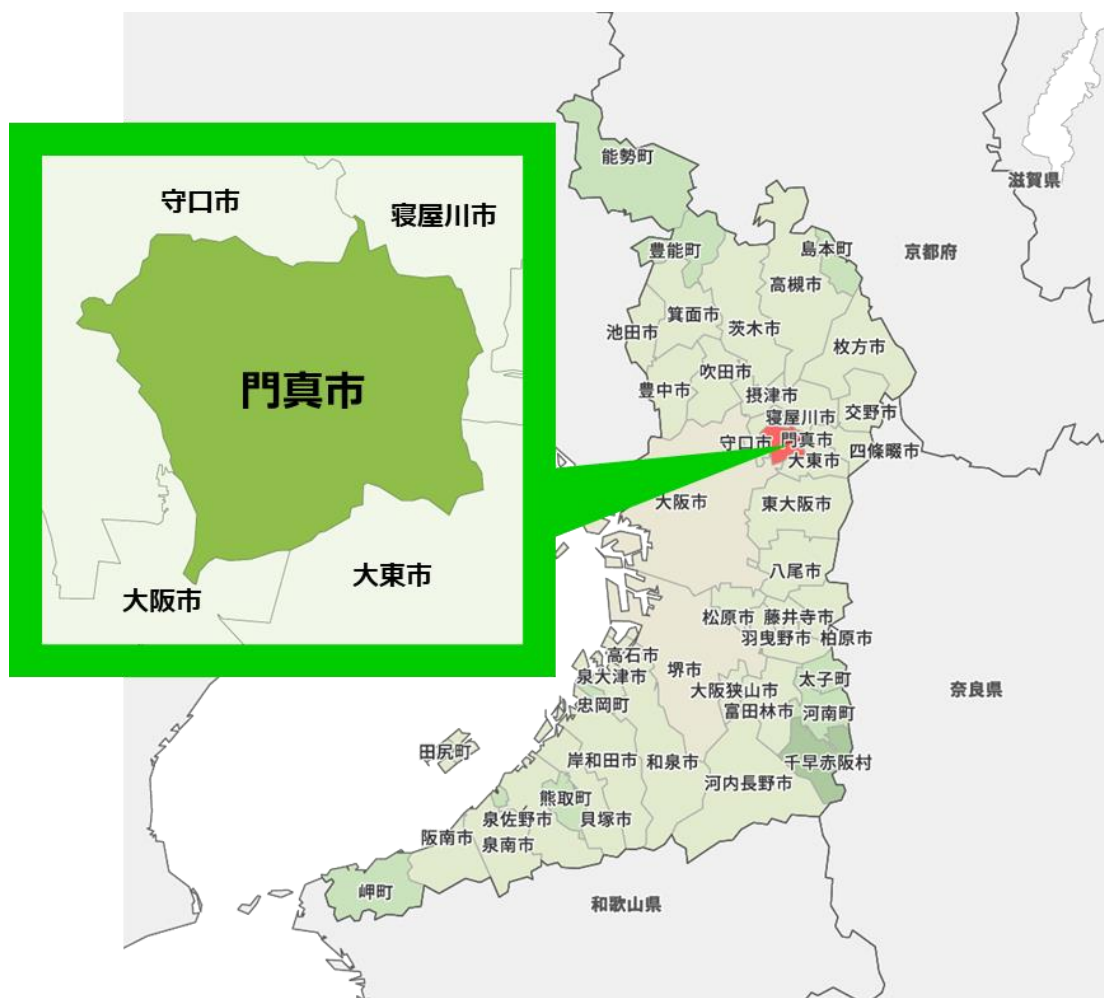 守口市
寝屋川市
門真市
大阪市
大東市
能勢町
滋賀県
豊能町
島本町
京都府
高槻市
箕面市
茨木市
池田市
枚方市
吹田市
豊中市
摂津市
寝屋川市
交野市
守口市
門真市
四條畷市
大東市
大阪市
東大阪市
八尾市
松原市
藤井寺市
羽曳野市
柏原市
高石市
堺市
泉大津市
太子町
大阪狭山市
奈良県
忠岡町
富田林市
河南町
田尻町
岸和田市
和泉市
千早赤阪村
河内長野市
熊取町
泉佐野市
貝塚市
阪南市
泉南市
岬町
和歌山県